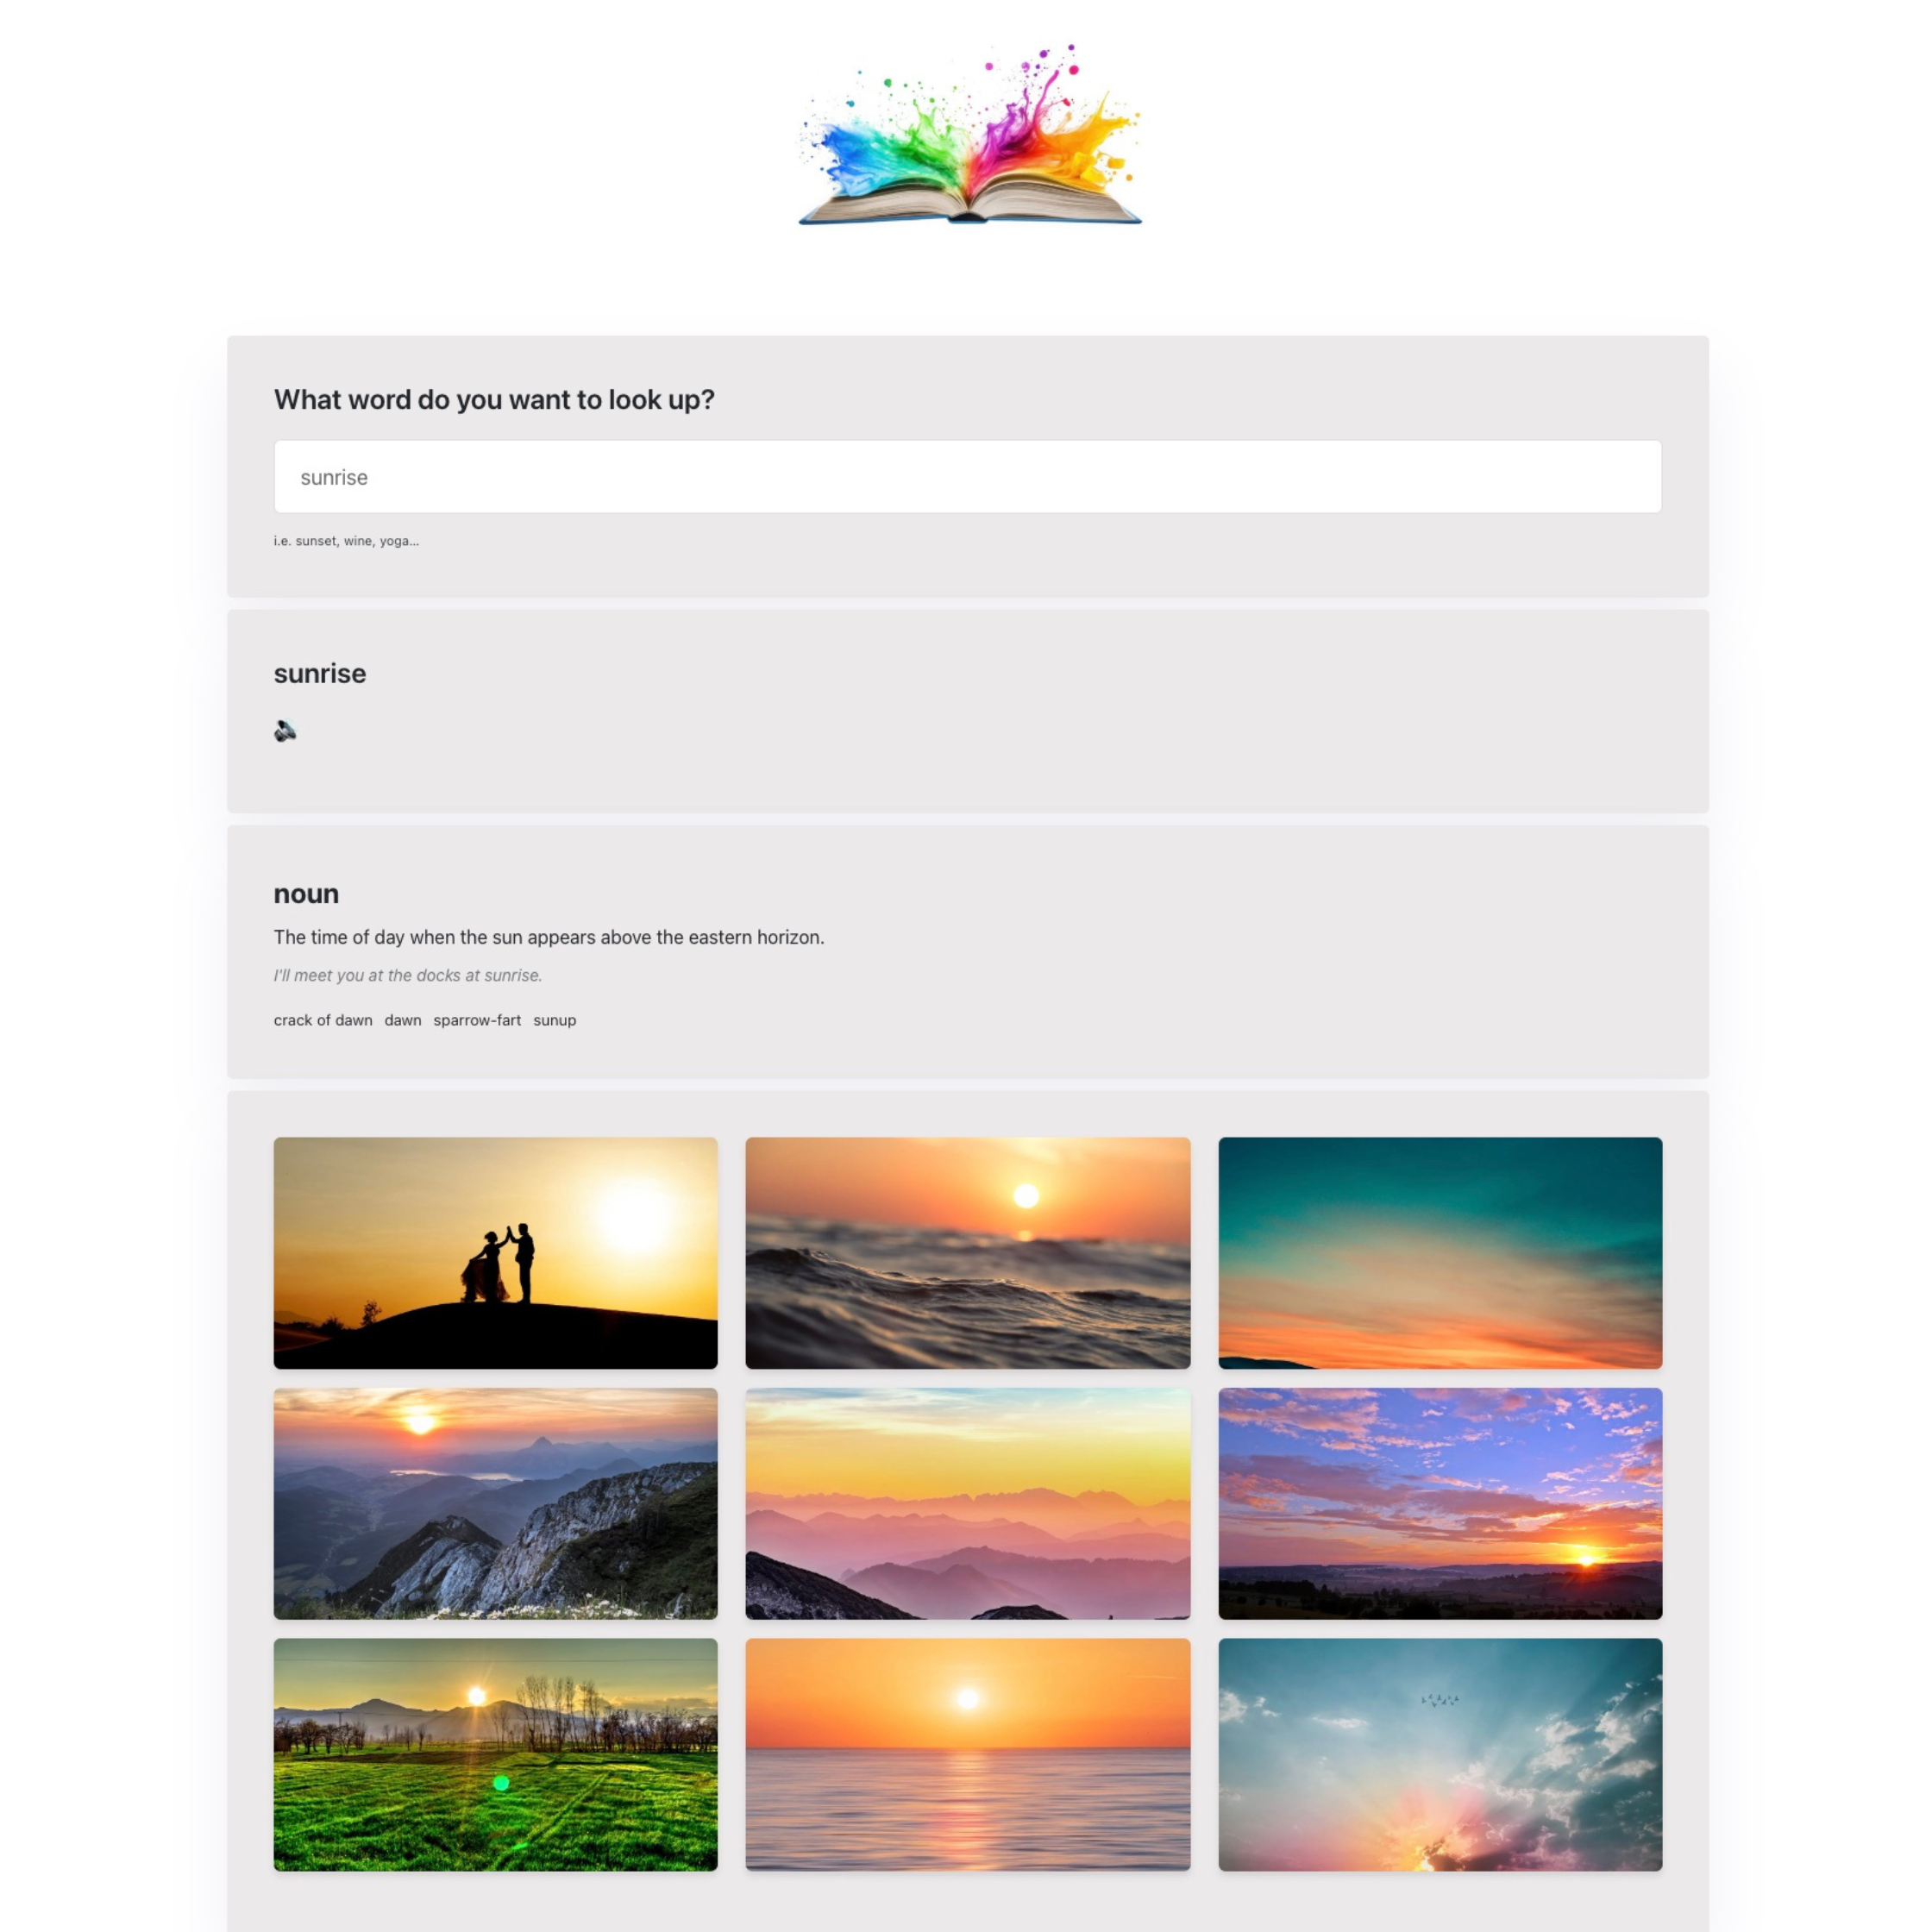 What word do you want to look up?
sunrise
i.e. sunset, wine, yoga...
sunrise
noun
The time of day when the sun appears above the eastern horizon.
I'll meet you at the docks at sunrise.
crack of dawn dawn sparrow-fart sunup